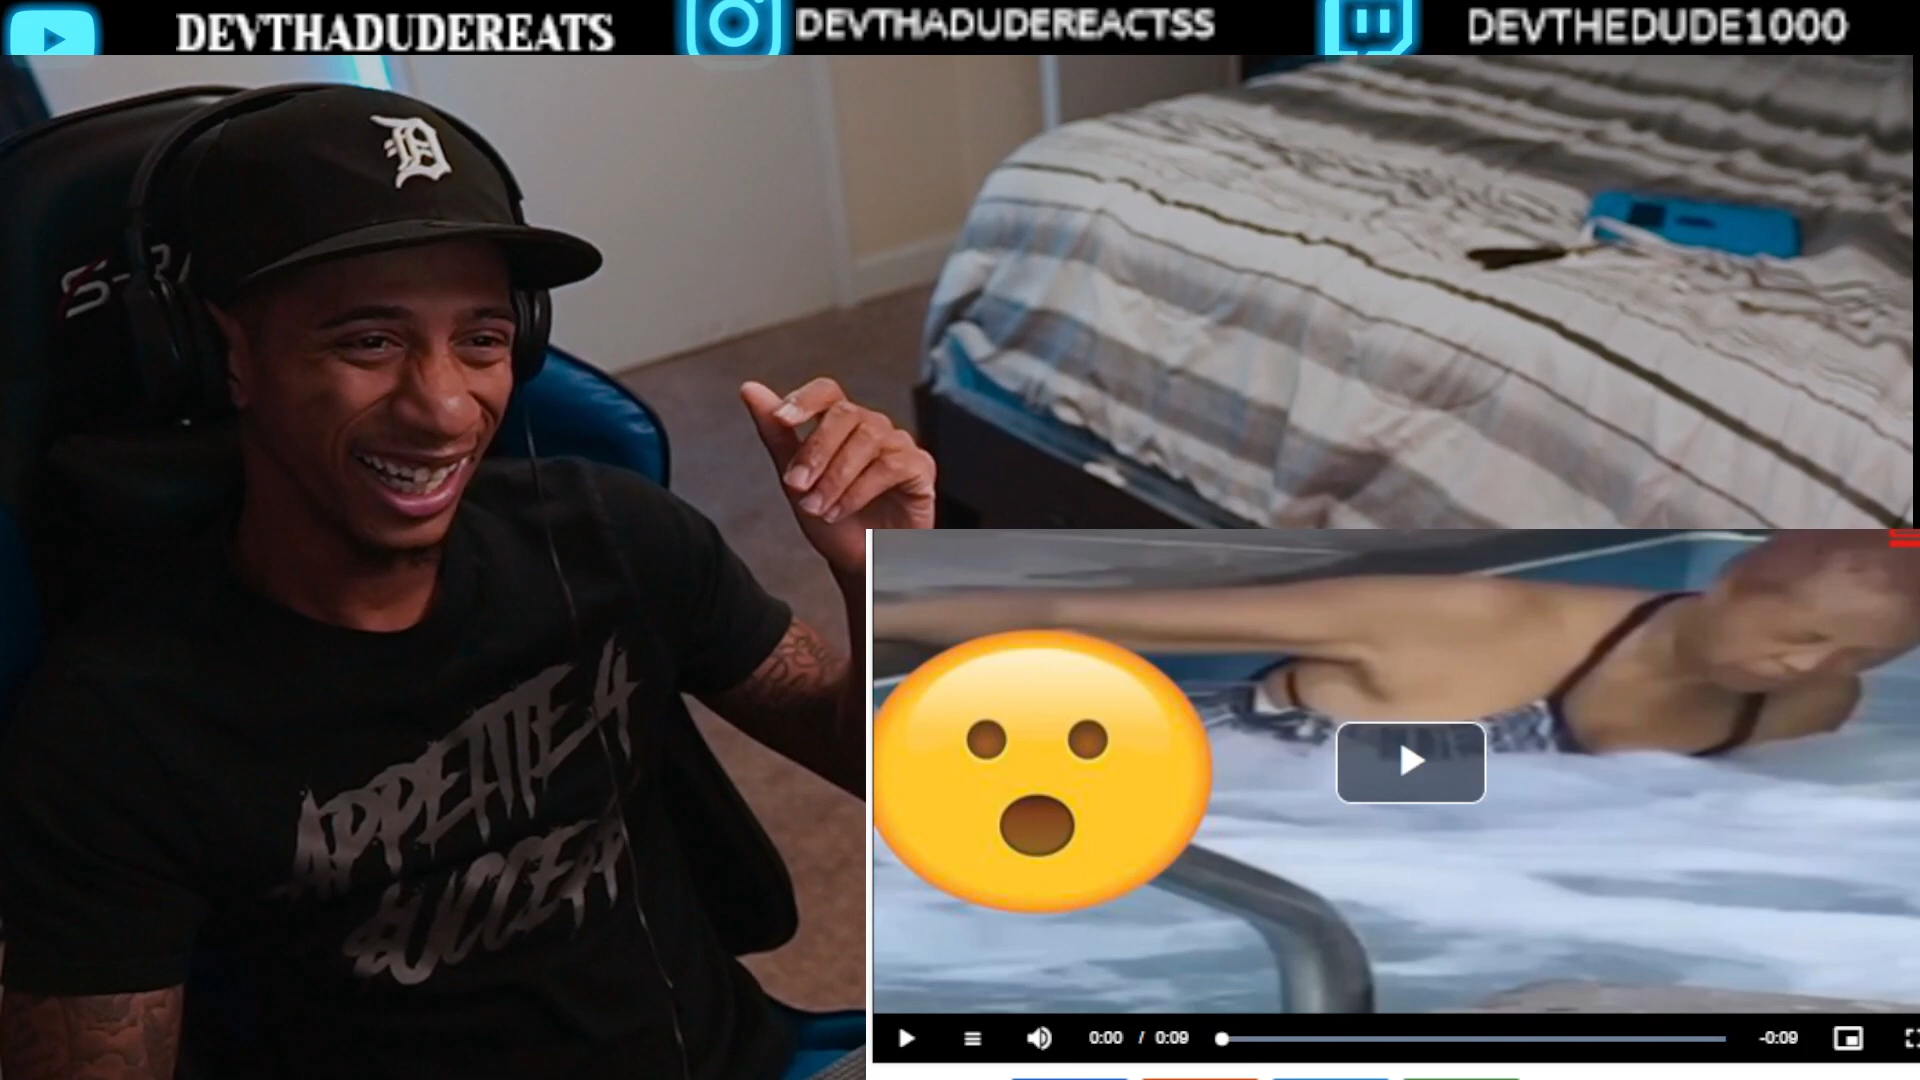 DEVTHADUDEREATS
DEVTHADUDEREACTSS
DEVTHEDUDE1000
D
APPETITE 4
SUCCESS
0:00 / 0:09
-0:09